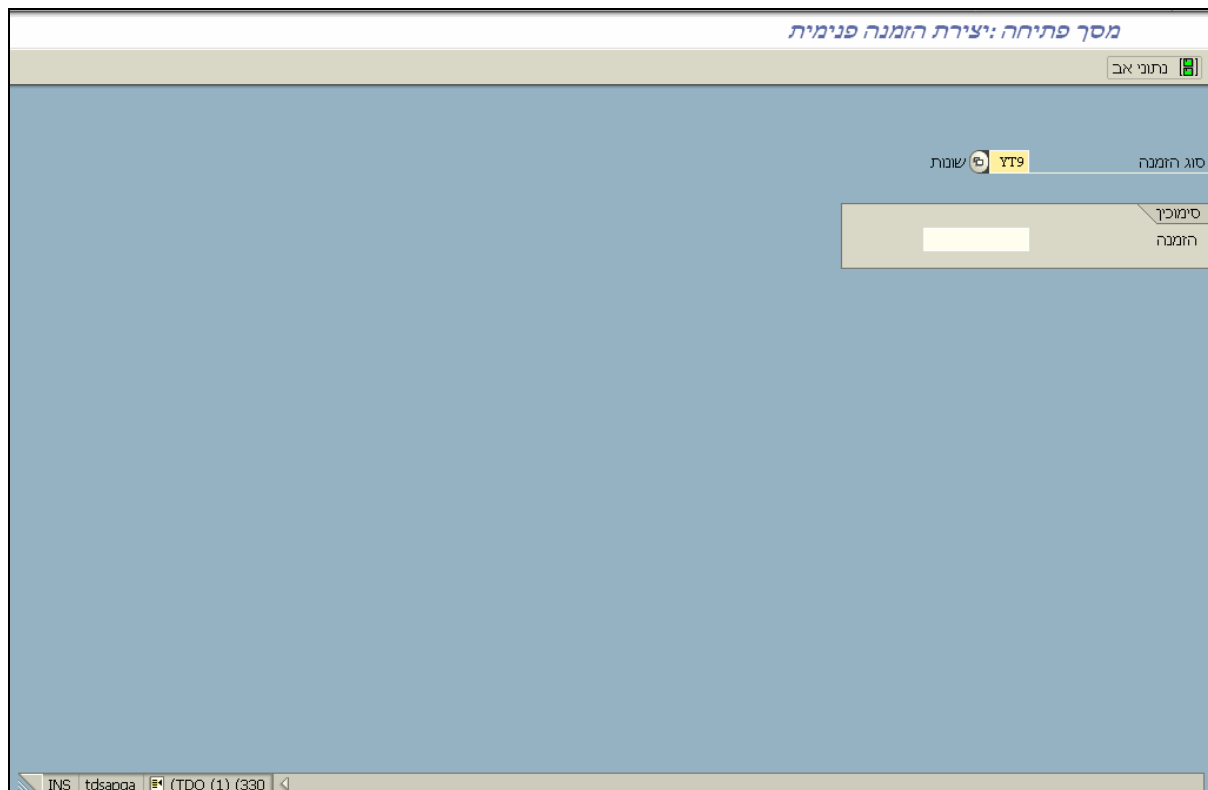 מסך פתיחה :יצירת הזמנה פנימית
נתוני אב
סוג הזמנה YT9 שונות
סימוכין
הזמנה
INS tdsapqa (TDO (1) (330